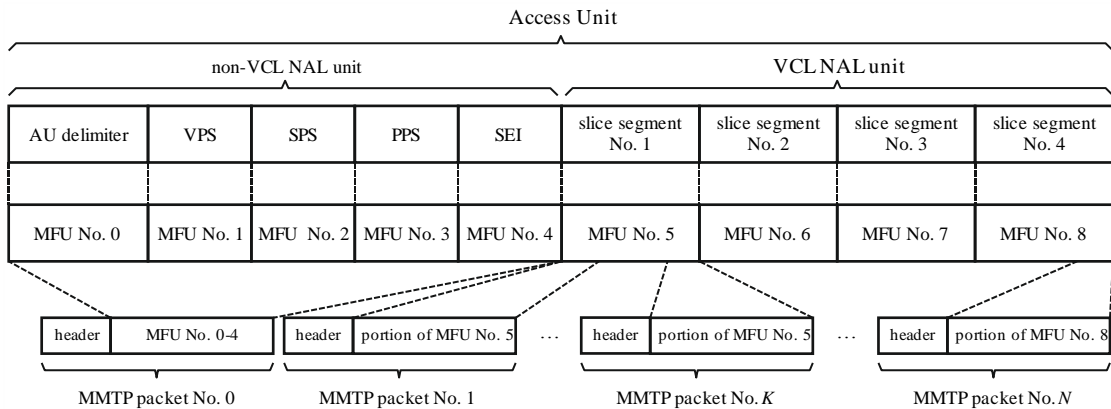 Access Unit
non-VCL NAL unit VCL NAL unit
AU delimiter VPS SPS PPS SEI slice segment No. 1 slice segment No. 2 slice segment No. 3 slice segment No. 4
MFU No. 0 MFU No. 1 MFU No. 2 MFU No. 3 MFU No. 4 MFU No. 5 MFU No. 6 MFU No. 7 MFU No. 8
header MFU No. 0-4 header portion of MFU No. 5 … header portion of MFU No. 5 … header portion of MFU No. 8
MMTP packet No. 0 MMTP packet No. 1 MMTP packet No. K MMTP packet No. N